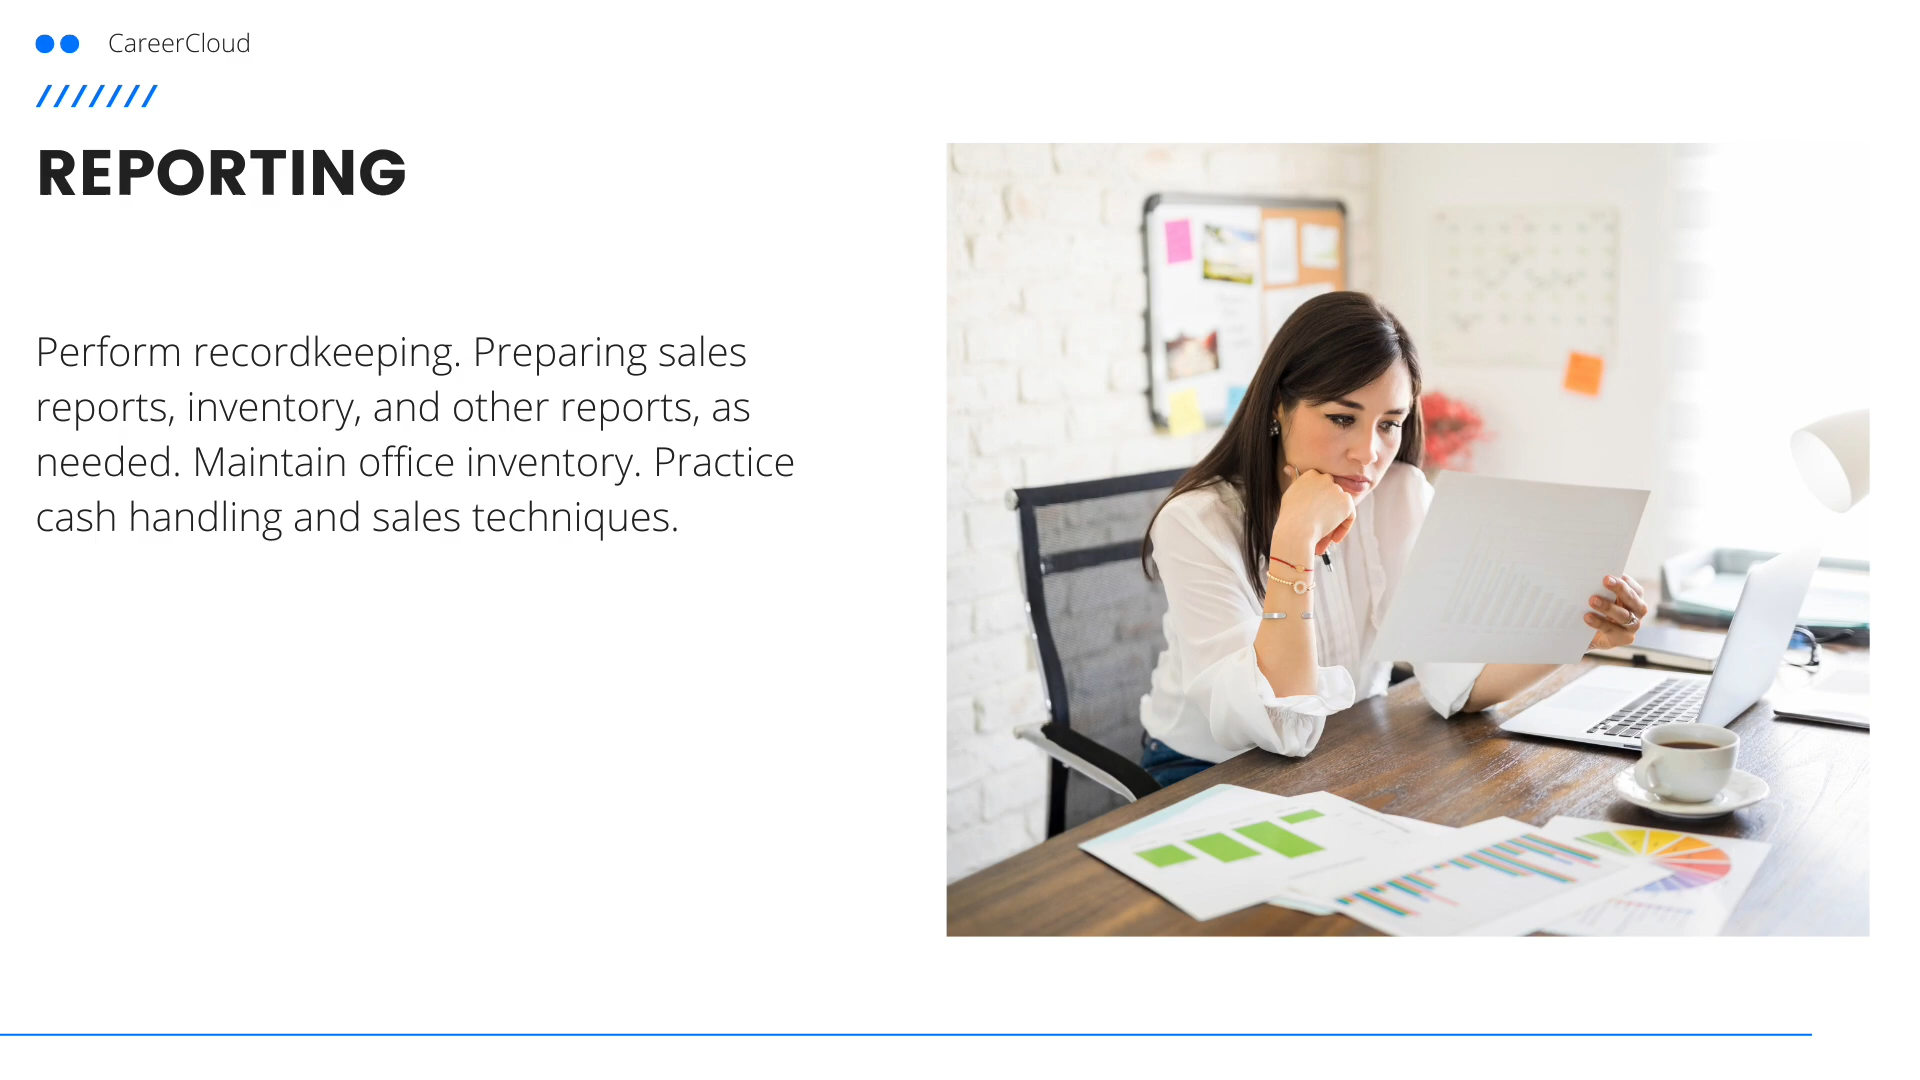 CareerCloud
REPORTING
Perform recordkeeping. Preparing sales
reports, inventory, and other reports, as
needed. Maintain office inventory. Practice
cash handling and sales techniques.